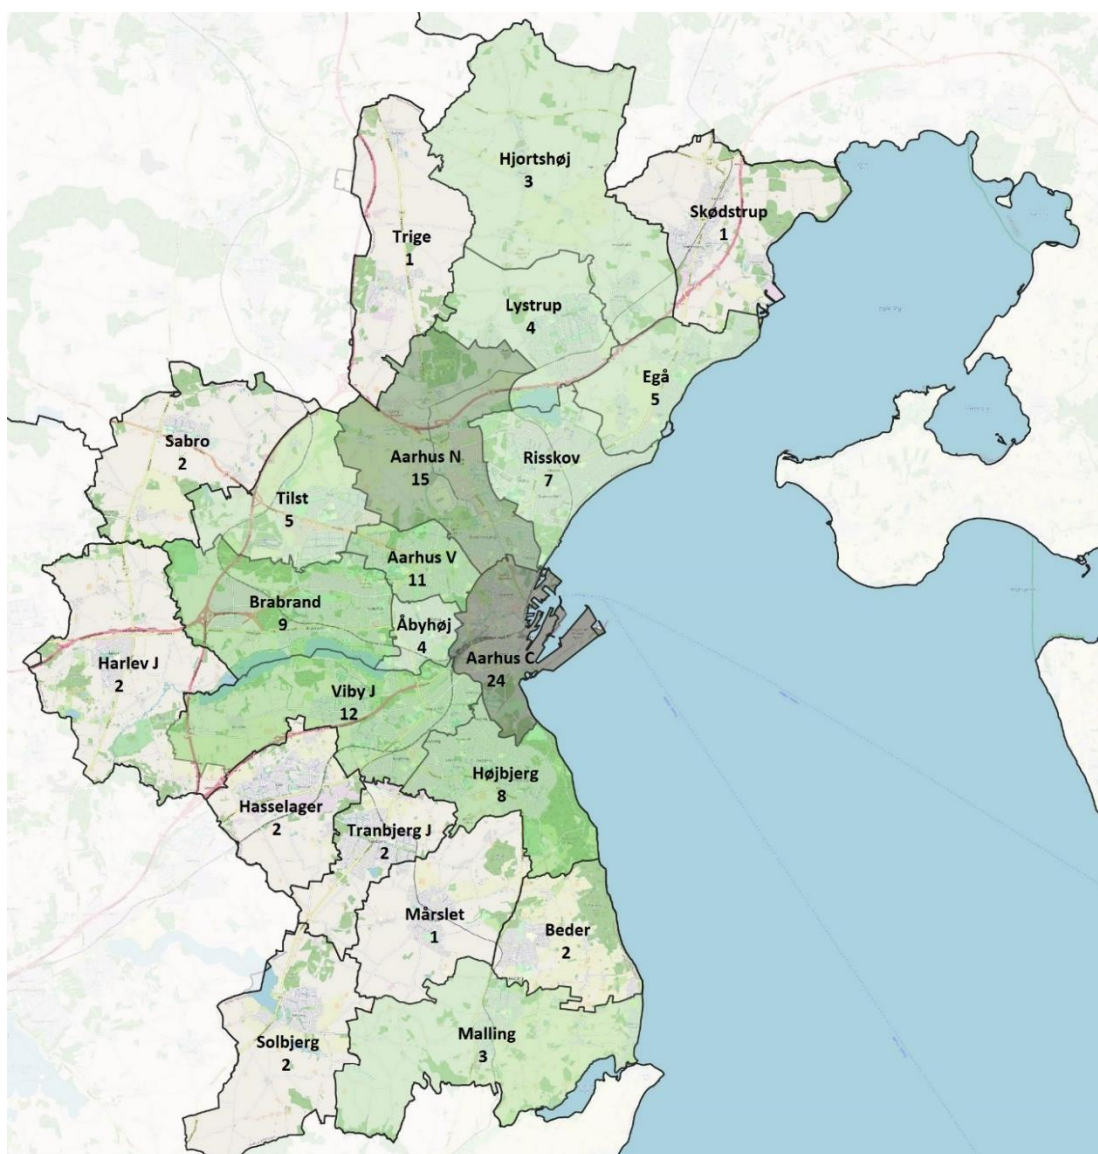 Hjortshøj
3
Skødstrup
1
Trige
1
Lystrup
4
Egå
5
Sabro
2
Aarhus N
15
Risskov
7
Tilst
5
Aarhus V
11
Brabrand
9
Åbyhøj
4
Harlev J
2
Aarhus C
24
Viby J
12
Højbjerg
8
Hasselager
2
Tranbjerg J
2
Mårslet
1
Beder
2
Solbjerg
2
Malling
3